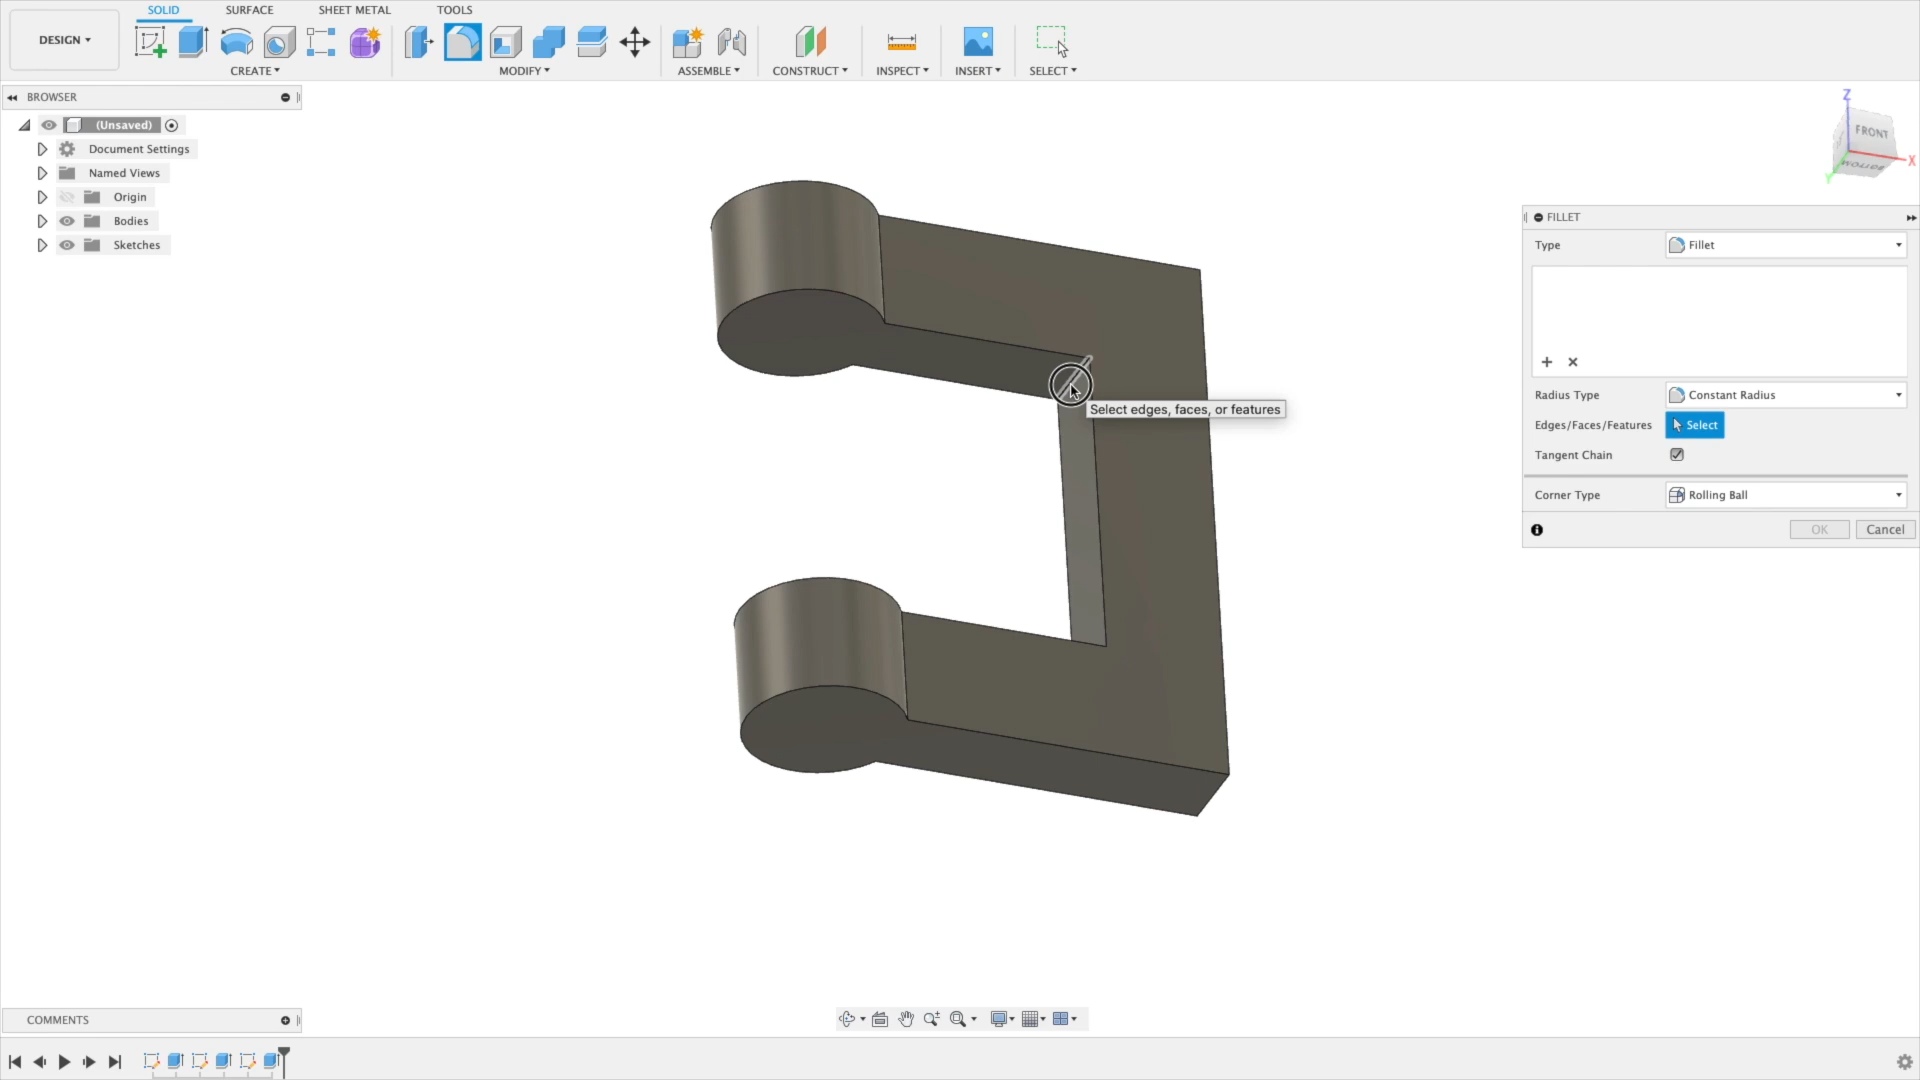 SOLID SURFACE SHEET METAL TOOLS
DESIGN
CREATE MODIFY ASSEMBLE CONSTRUCT INSPECT INSERT SELECT
BROWSER
(Unsaved)
Document Settings
Named Views
Origin
Bodies
Sketches
Z
FRONT
X
Y
FILLET
Type Fillet
Radius Type Constant Radius
Select edges, faces, or features
Edges/Faces/Features Select
Tangent Chain
Corner Type Rolling Ball
OK Cancel
COMMENTS